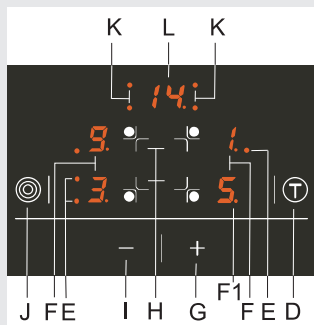 K L K
14.
9. 1.
3. 5.
T
− +
F1
J F E I H G F E D